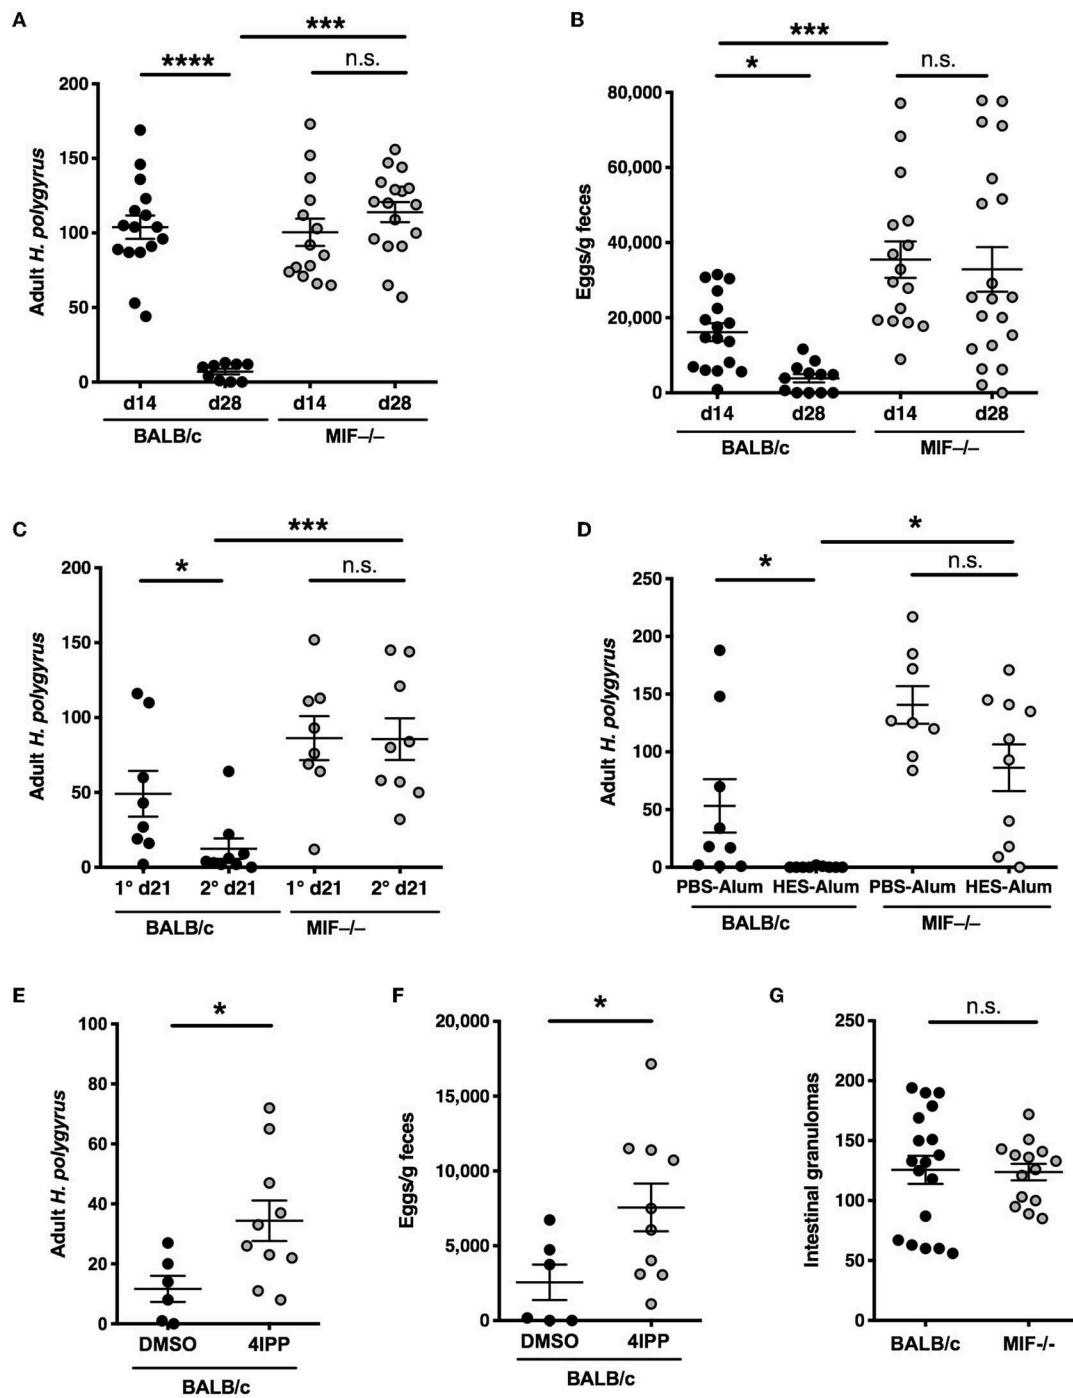 A
****
***
n.s.
Adult H. polygyrus
200
150
100
50
0
d14 d28 d14 d28
BALB/c MIF–/–
B
***
*
n.s.
Eggs/g feces
80,000
60,000
40,000
20,000
0
d14 d28 d14 d28
BALB/c MIF–/–
C
***
*
n.s.
Adult H. polygyrus
200
150
100
50
0
1° d21 2° d21 1° d21 2° d21
BALB/c MIF–/–
D
*
*
n.s.
Adult H. polygyrus
250
200
150
100
50
0
PBS-Alum HES-Alum PBS-Alum HES-Alum
BALB/c MIF–/–
E
*
Adult H. polygyrus
100
80
60
40
20
0
DMSO 4IPP
BALB/c
F
*
Eggs/g feces
20,000
15,000
10,000
5,000
0
DMSO 4IPP
BALB/c
G
n.s.
Intestinal granulomas
250
200
150
100
50
0
BALB/c MIF-/-